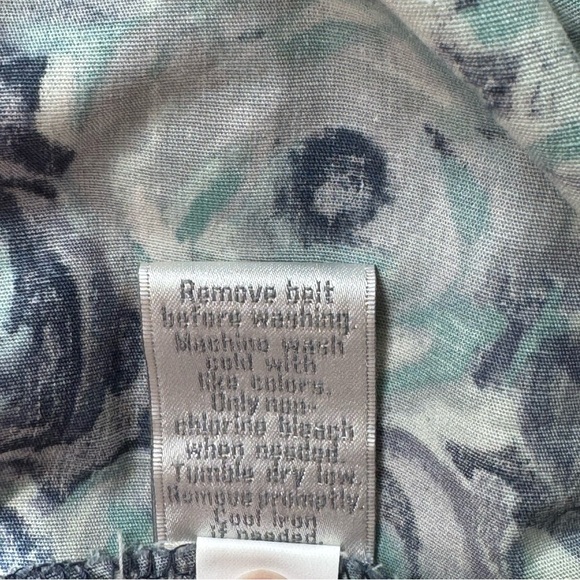 Remove belt
before washing.
Machine wash
cold with
like colors.
Only non-
chlorine bleach
when needed.
Tumble dry low.
Remove promptly.
Cool iron
if needed.